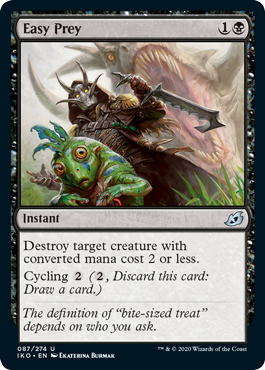 Easy Prey 1
Instant
Destroy target creature with
converted mana cost 2 or less.
Cycling 2 (2, Discard this card:
Draw a card.)
The definition of “bite-sized treat”
depends on who you ask.
087/274 U
IKO • EN Ekaterina Burmak
™ & © 2020 Wizards of the Coast